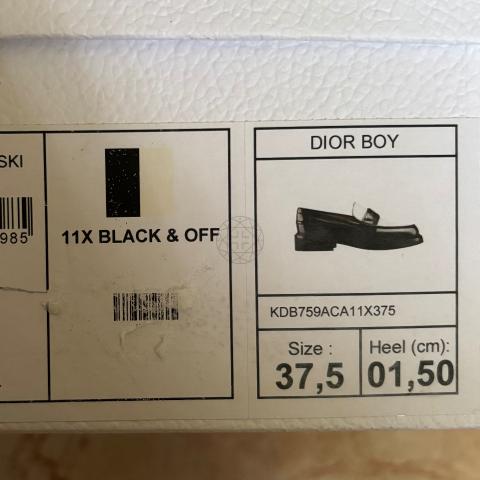 SKI
985
11X BLACK & OFF
DIOR BOY
KDB759ACA11X375
Size :
37,5
Heel (cm):
01,50